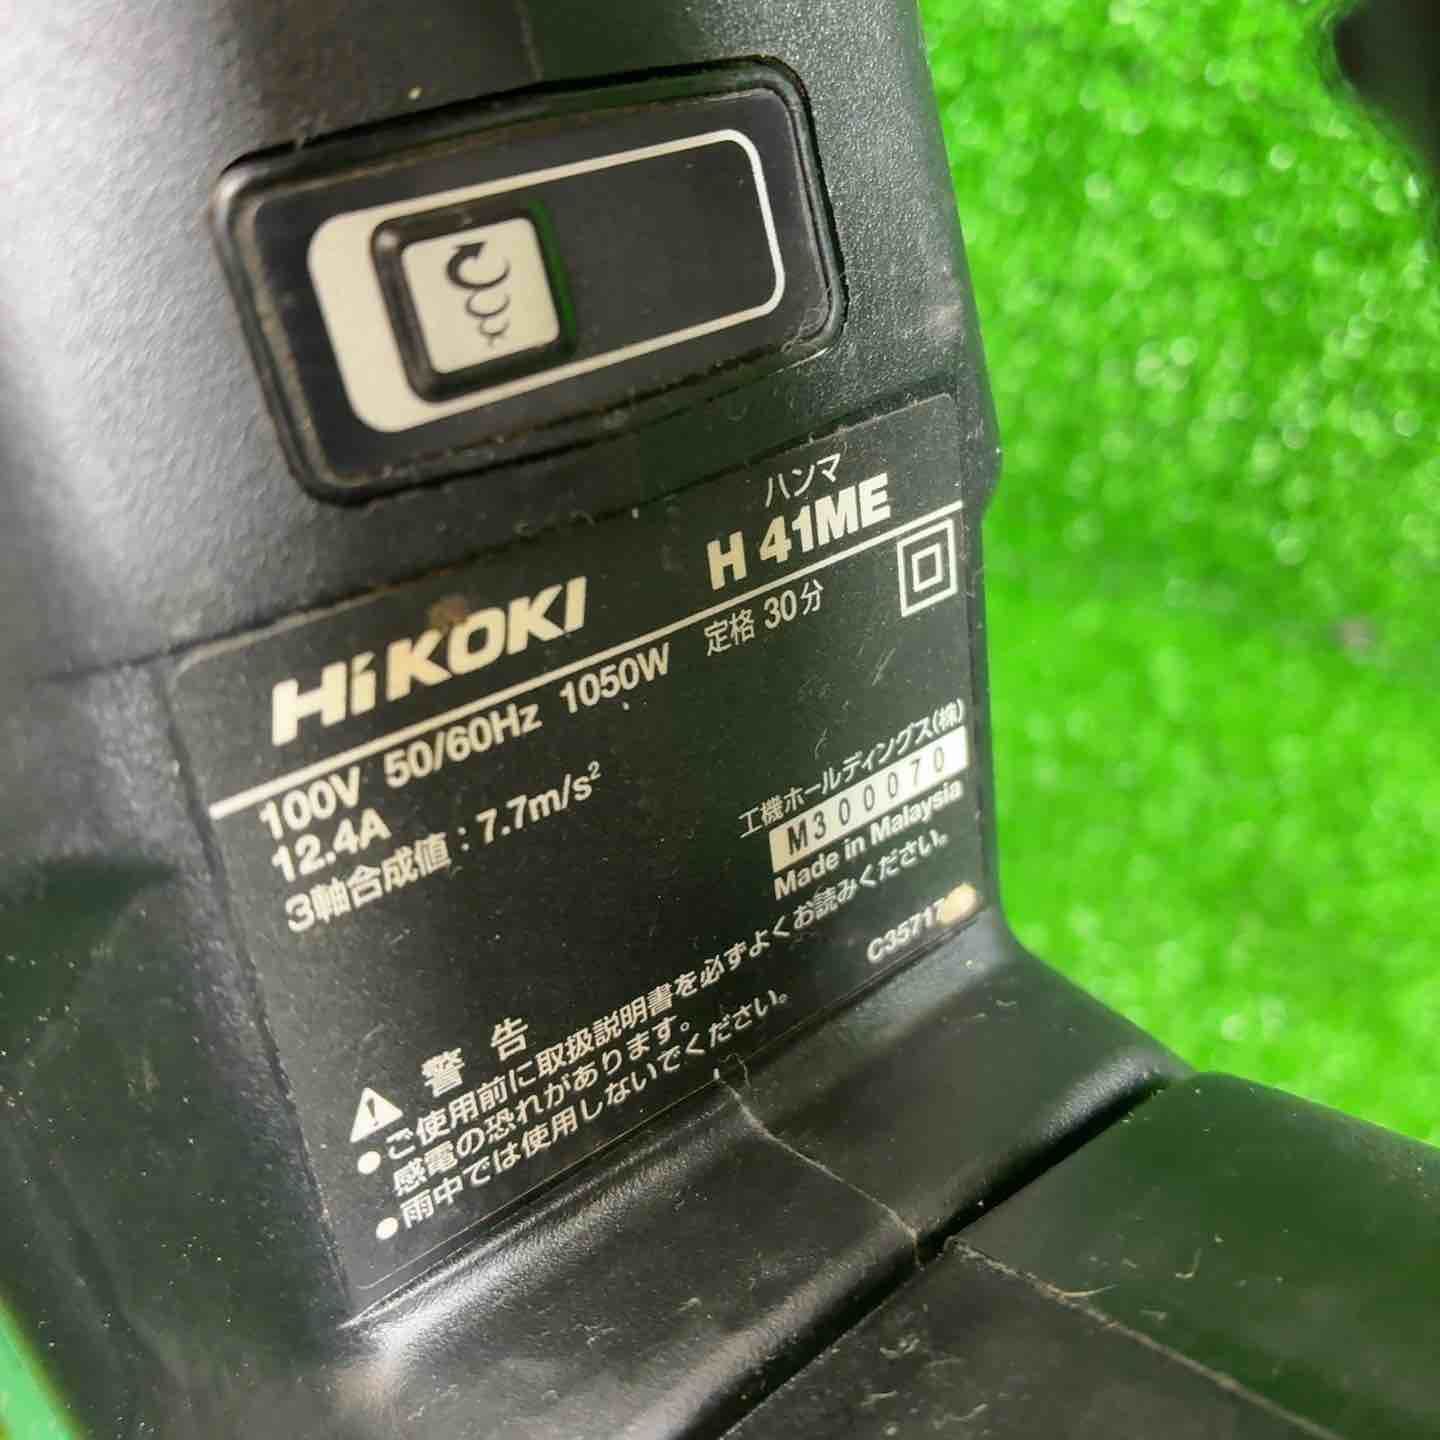 ハンマ
HiKOKI H 41ME
100V 50/60Hz 1050W 定格 30分
12.4A
3軸合成値：7.7m/s²
工機ホールディングス(株)
M300070
Made in Malaysia
警告
●ご使用前に取扱説明書を必ずよくお読みください。
感電の恐れがあります。
●雨中では使用しないでください。